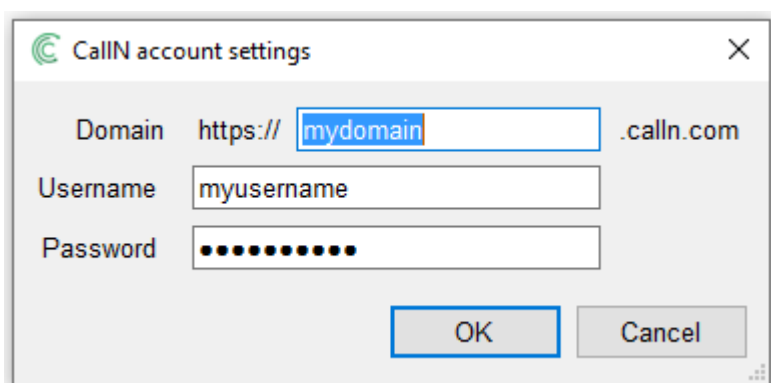 CallN account settings
Domain https:// mydomain .calln.com
Username myusername
Password ●●●●●●●●●●
OK Cancel